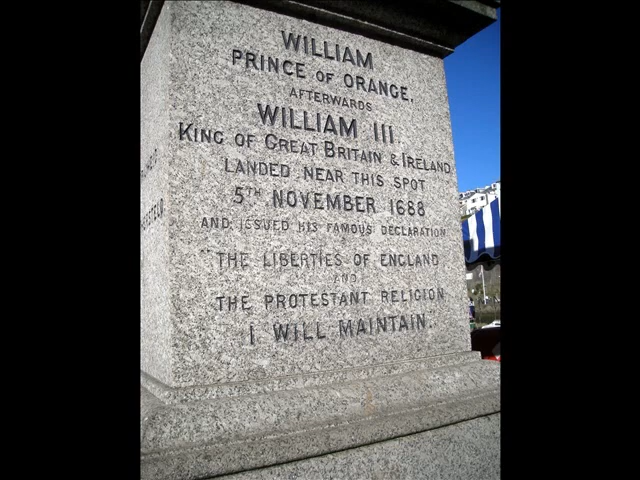 WILLIAM
PRINCE OF ORANGE.
AFTERWARDS
WILLIAM III.
KING OF GREAT BRITAIN & IRELAND
LANDED NEAR THIS SPOT
5TH NOVEMBER 1688
AND ISSUED HIS FAMOUS DECLARATION
"THE LIBERTIES OF ENGLAND
AND
THE PROTESTANT RELIGION
I WILL MAINTAIN."